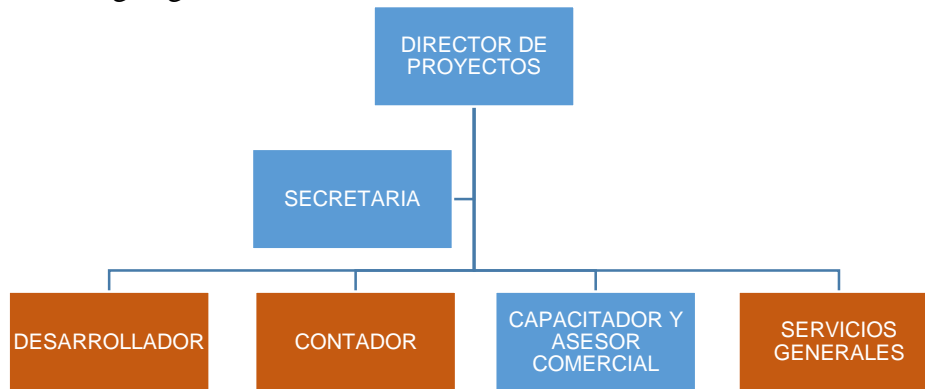 DIRECTOR DE
PROYECTOS
SECRETARIA
DESARROLLADOR
CONTADOR
CAPACITADOR Y
ASESOR
COMERCIAL
SERVICIOS
GENERALES